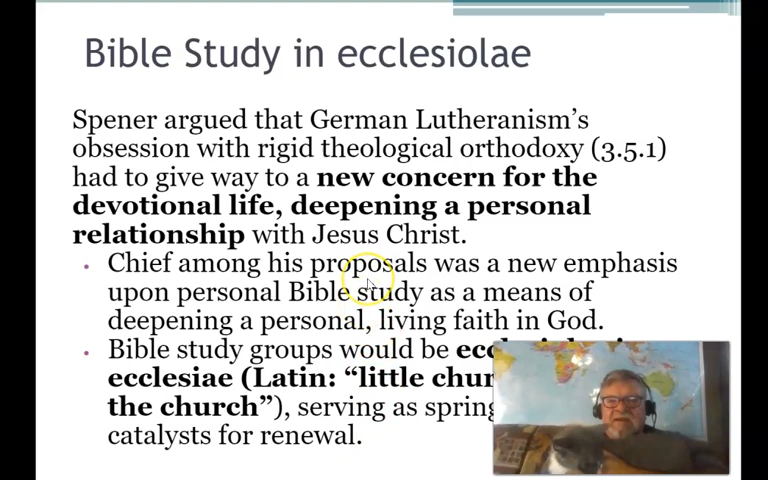 Bible Study in ecclesiolae
Spener argued that German Lutheranism’s
obsession with rigid theological orthodoxy (3.5.1)
had to give way to a new concern for the
devotional life, deepening a personal
relationship with Jesus Christ.
• Chief among his proposals was a new emphasis
upon personal Bible study as a means of
deepening a personal, living faith in God.
• Bible study groups would be
ecclesiae (Latin: “little
the church”), serving as
catalysts for renewal.